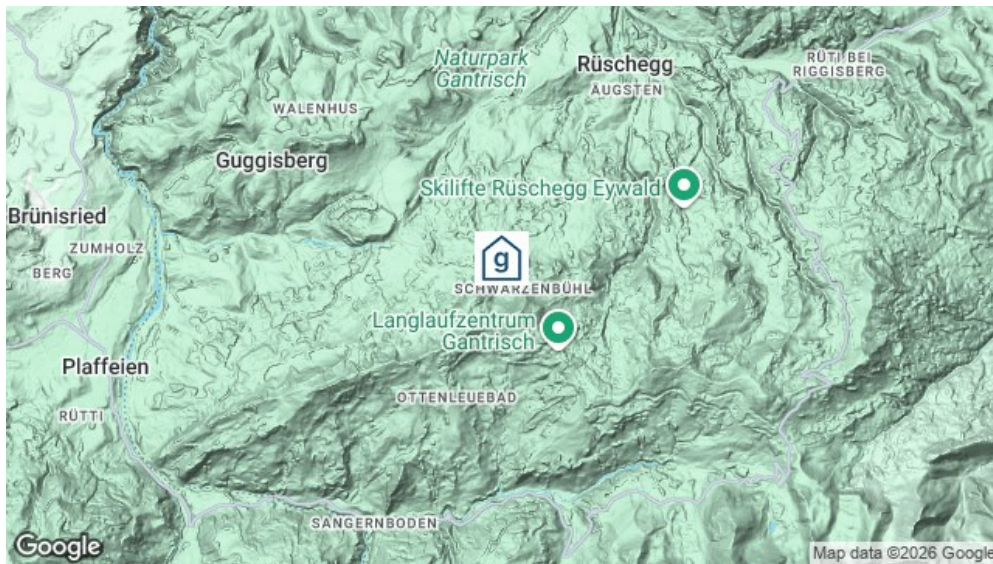 Naturpark
Gantrisch
Rüschegg
ÄUGSTEN
RÜTI BEI
RIGGISBERG
WALENHUS
Guggisberg
Skilifte Rüschegg Eywald
Brünisried
ZUMHOLZ
BERG
g
SCHWARZENBÜHL
Langlaufzentrum
Gantrisch
Plaffeien
OTTENLEUEBAD
RÜTTI
SANGERNBODEN
Google
Map data ©2026 Google